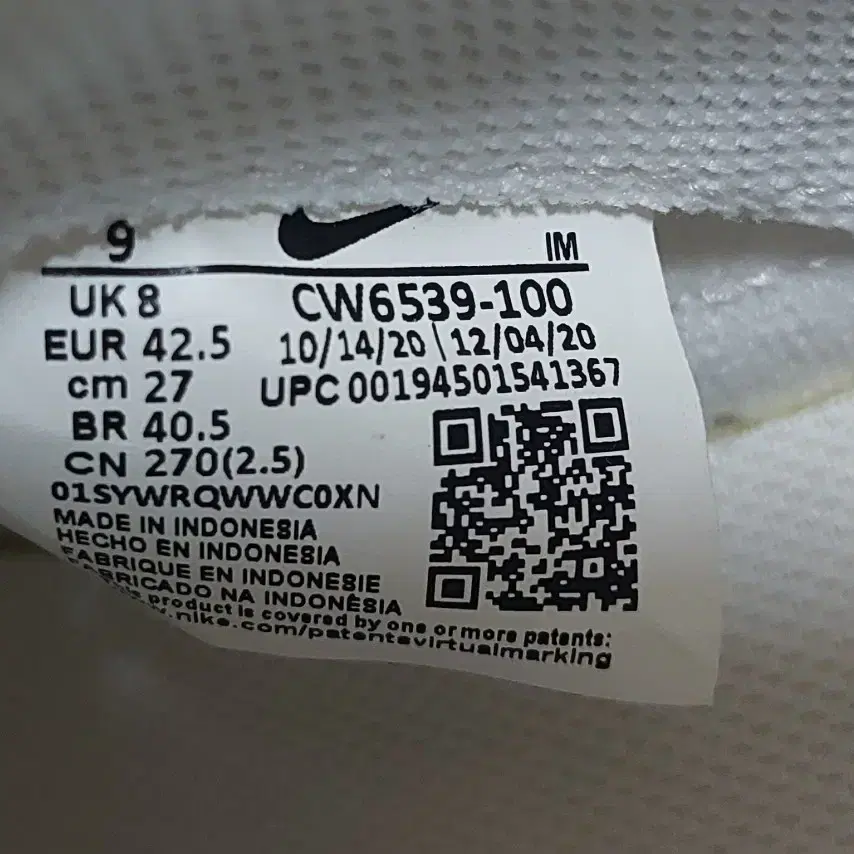 9 IM
UK 8 CW6539-100
EUR 42.5 10/14/20 \ 12/04/20
cm 27 UPC 00194501541367
BR 40.5
CN 270(2.5)
01SYWRQWWC0XN
MADE IN INDONESIA
HECHO EN INDONESIA
FABRIQUE EN INDONESIE
FABRICADO NA INDONÉSIA
product is covered by one or more patents:
.nike.com/patentsvirtualmarking